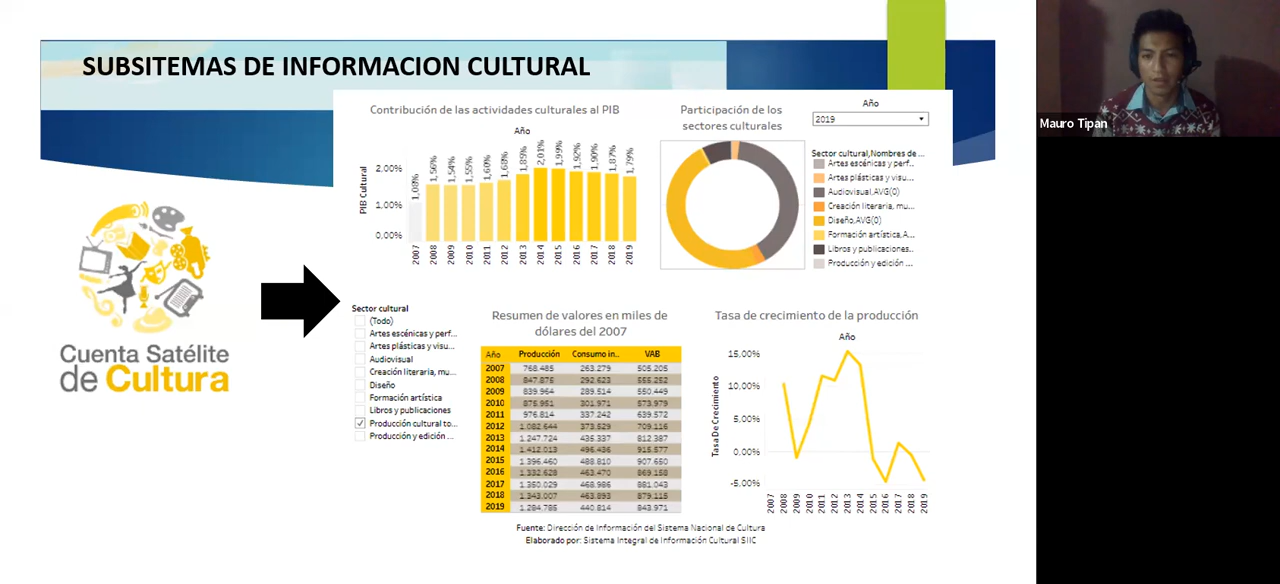 SUBSITEMAS DE INFORMACION CULTURAL
Mauro Tipan
Contribución de las actividades culturales al PIB
Año
PIB Cultural
2,00%
1,00%
0,00%
1,08%
1,56%
1,54%
1,55%
1,60%
1,68%
1,89%
2,01%
1,99%
1,92%
1,90%
1,87%
1,79%
2007
2008
2009
2010
2011
2012
2013
2014
2015
2016
2017
2018
2019
Participación de los
sectores culturales
Año
2019
Sector cultural,Nombres de ...
Artes escénicas y perf..
Artes plásticas y visu..
Audiovisual,AVG(0)
Creación literaria, mu...
Diseño,AVG(0)
Formación artística,A...
Libros y publicaciones..
Producción y edición ...
Cuenta Satélite
de Cultura
Sector cultural
(Todo)
Artes escénicas y perf...
Artes plásticas y visu...
Audiovisual
Creación literaria, mu...
Diseño
Formación artística
Libros y publicaciones
Producción cultural to...
Producción y edición ...
Resumen de valores en miles de
dólares del 2007
Año Producción Consumo in.. VAB
2007 768.485 263.279 505.205
2008 847.875 292.623 555.252
2009 839.964 289.514 550.449
2010 875.951 301.971 573.979
2011 976.814 337.242 639.572
2012 1.082.644 373.529 709.116
2013 1.247.724 435.337 812.387
2014 1.412.013 496.436 915.577
2015 1.396.460 488.810 907.650
2016 1.332.628 463.470 869.158
2017 1.350.029 468.986 881.043
2018 1.343.007 463.893 879.115
2019 1.284.785 440.814 843.971
Tasa de crecimiento de la producción
Año
Tasa De Crecimiento
15,00%
10,00%
5,00%
0,00%
-5,00%
2007
2008
2009
2010
2011
2012
2013
2014
2015
2016
2017
2018
2019
Fuente: Dirección de Información del Sistema Nacional de Cultura
Elaborado por: Sistema Integral de Información Cultural SIIC